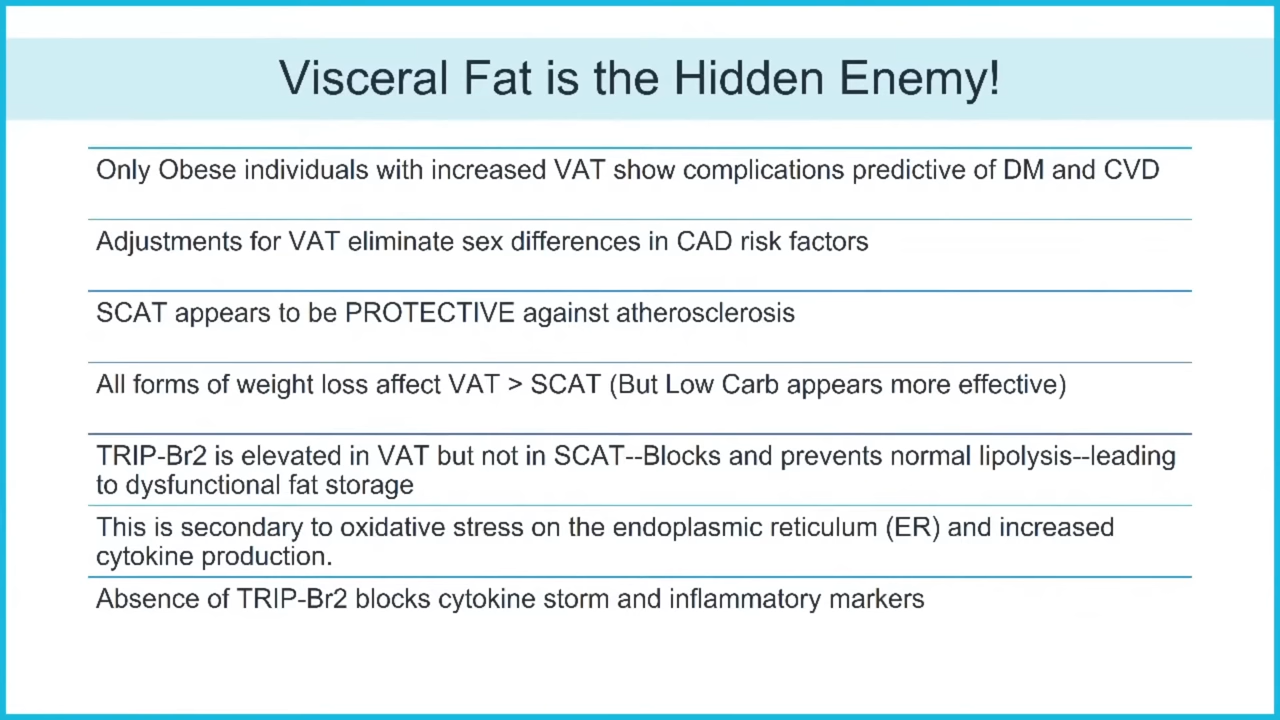 Visceral Fat is the Hidden Enemy!
Only Obese individuals with increased VAT show complications predictive of DM and CVD
Adjustments for VAT eliminate sex differences in CAD risk factors
SCAT appears to be PROTECTIVE against atherosclerosis
All forms of weight loss affect VAT > SCAT (But Low Carb appears more effective)
TRIP-Br2 is elevated in VAT but not in SCAT--Blocks and prevents normal lipolysis--leading
to dysfunctional fat storage
This is secondary to oxidative stress on the endoplasmic reticulum (ER) and increased
cytokine production.
Absence of TRIP-Br2 blocks cytokine storm and inflammatory markers